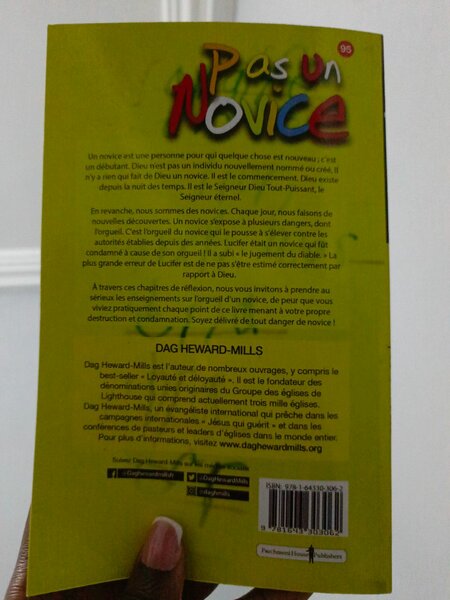 95
Pas un
Novice
Un novice est une personne pour qui quelque chose est nouveau ; c'est
un débutant. Dieu n'est pas un individu nouvellement nommé ou créé. Il
n'y a rien qui fait de Dieu un novice. Il est le commencement. Dieu existe
depuis la nuit des temps. Il est le Seigneur Dieu Tout-Puissant, le
Seigneur éternel.
En revanche, nous sommes des novices. Chaque jour, nous faisons de
nouvelles découvertes. Un novice s'expose à plusieurs dangers, dont
l'orgueil. C'est l'orgueil du novice qui le pousse à s'élever contre les
autorités établies depuis des années. Lucifer était un novice qui fût
condamné à cause de son orgueil ! Il a subi « le jugement du diable. » La
plus grande erreur de Lucifer est de ne pas s'être estimé correctement par
rapport à Dieu.
À travers ces chapitres de réflexion, nous vous invitons à prendre au
sérieux les enseignements sur l'orgueil d'un novice, de peur que vous
viviez pratiquement chaque point de ce livre menant à votre propre
destruction et condamnation. Soyez délivré de tout danger de novice !
DAG HEWARD-MILLS
Dag Heward-Mills est l'auteur de nombreux ouvrages, y compris le
best-seller « Loyauté et déloyauté ». Il est le fondateur des
dénominations unies originaires du Groupe des églises de
Lighthouse qui comprend actuellement trois mille églises.
Dag Heward-Mills, un évangéliste international qui prêche dans les
campagnes internationales « Jésus qui guérit » et dans les
conférences de pasteurs et leaders d'églises dans le monde entier.
Pour plus d'informations, visitez www.daghewardmills.org
Suivez Dag Heward-Mills sur les médias sociaux
@Daghewardmillsfr
@DagHewardMills
@daghmills
ISBN: 978-1-64330-306-2
9 781643 303062
Parchment House Publishers